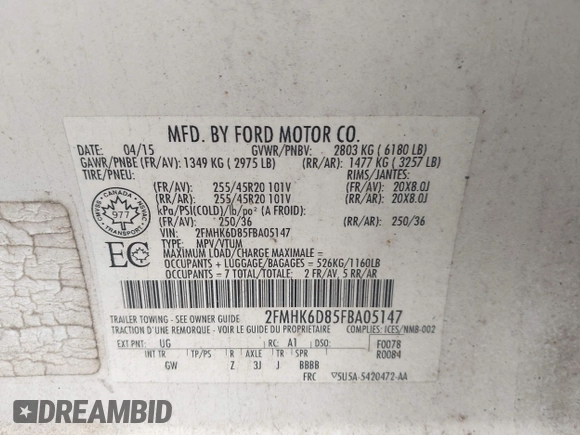 MFD. BY FORD MOTOR CO.
DATE: 04/15 GVWR/PNBV: 2803 KG ( 6180 LB)
GAWR/PNBE (FR/AV): 1349 KG ( 2975 LB) (RR/AR): 1477 KG ( 3257 LB)
TIRE/PNEU: RIMS/JANTES:
(FR/AV): 255/45R20 101V (FR/AV): 20X8.0J
(RR/AR): 255/45R20 101V (RR/AR): 20X8.0J
kPa/PSI(COLD)/lb/po² (A FROID):
(FR/AV): 250/36 (RR/AR): 250/36
VIN: 2FMHK6D85FBA05147
TYPE: MPV/VTUM
MAXIMUM LOAD/CHARGE MAXIMALE =
OCCUPANTS + LUGGAGE/BAGAGES = 526KG/1160LB
OCCUPANTS = 7 TOTAL/TOTALE: 2 FR/AV, 5 RR/AR
CANADA
977
TRANSPORT
EC
TRAILER TOWING - SEE OWNER GUIDE 2FMHK6D85FBA05147
TRACTION D'UNE REMORQUE - VOIR LE GUIDE DU PROPRIETAIRE COMPLIES: ICES/NMB-002
EXT PNT: UG RC: A1 DSO: F0078
INT TR TP/PS R AXLE TR SPR R0084
GW Z 3J J BBBB
FRC 5U5A-5420472-AA
DREAMBID